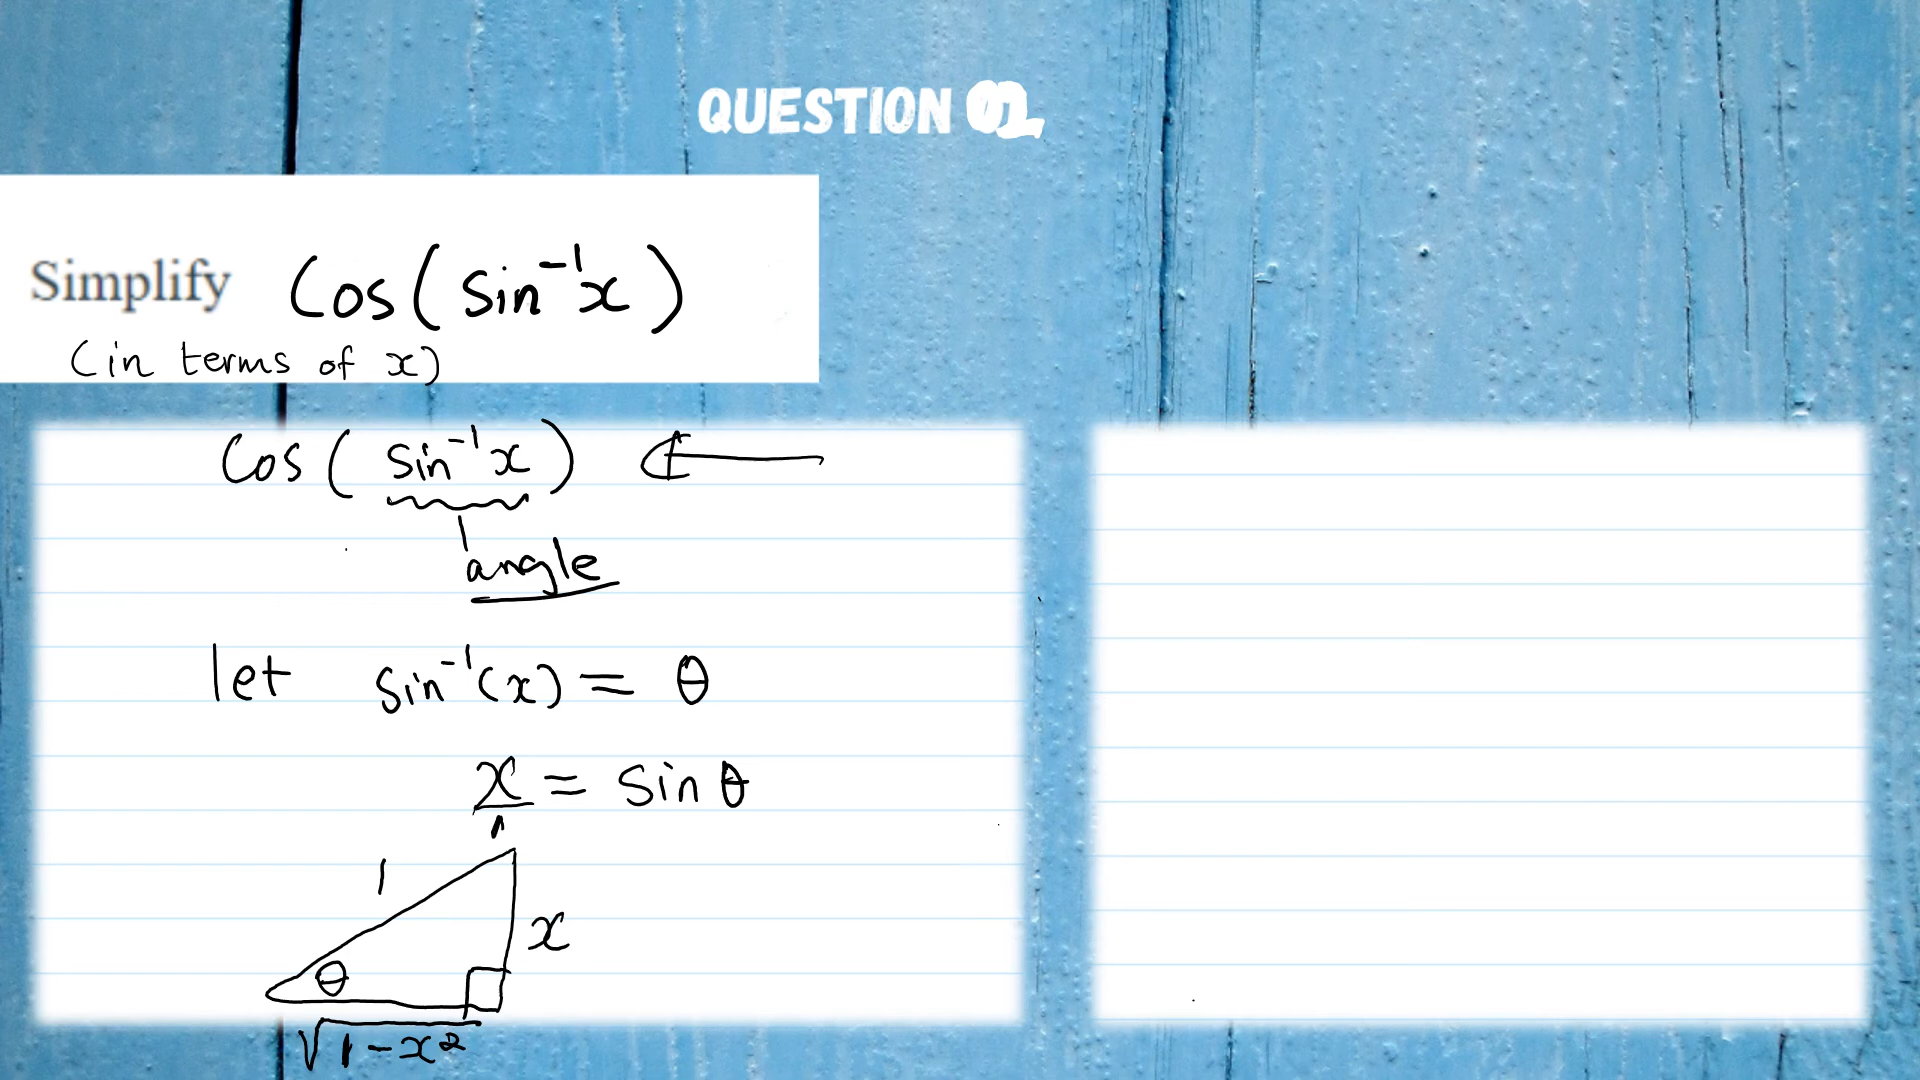 QUESTION 02
Simplify Cos(sin⁻¹x)
(in terms of x)
Cos(sin⁻¹x)
angle
let sin⁻¹(x) = θ
x/1 = sin θ
1
x
θ
√1-x²